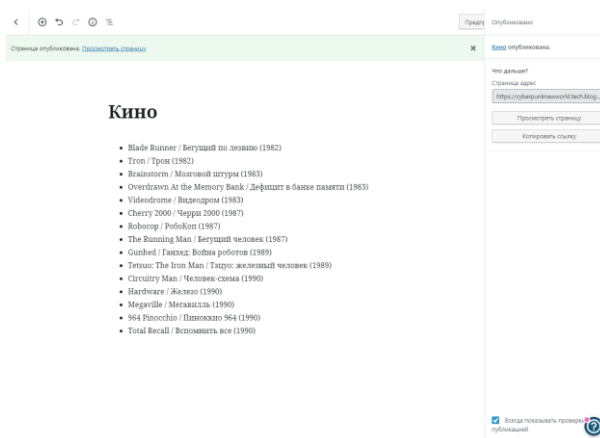 Предпр
Опубликовано
Страница опубликована. Просмотреть страницу
Кино опубликована.
Что дальше?
Страница адрес
https://cyberpunknewworld.tech.blog...
Просмотреть страницу
Копировать ссылку
Кино
Blade Runner / Бегущий по лезвию (1982)
Tron / Трон (1982)
Brainstorm / Мозговой штурм (1983)
Overdrawn At the Memory Bank / Дефицит в банке памяти (1983)
Videodrome / Видеодром (1983)
Cherry 2000 / Черри 2000 (1987)
Robocop / РобоКоп (1987)
The Running Man / Бегущий человек (1987)
Gunhed / Ганхед: Война роботов (1989)
Tetsuo: The Iron Man / Тэцуо: железный человек (1989)
Circuitry Man / Человек-схема (1990)
Hardware / Железо (1990)
Megaville / Мегавилль (1990)
964 Pinocchio / Пиноккио 964 (1990)
Total Recall / Вспомнить все (1990)
Всегда показывать проверки
публикацией